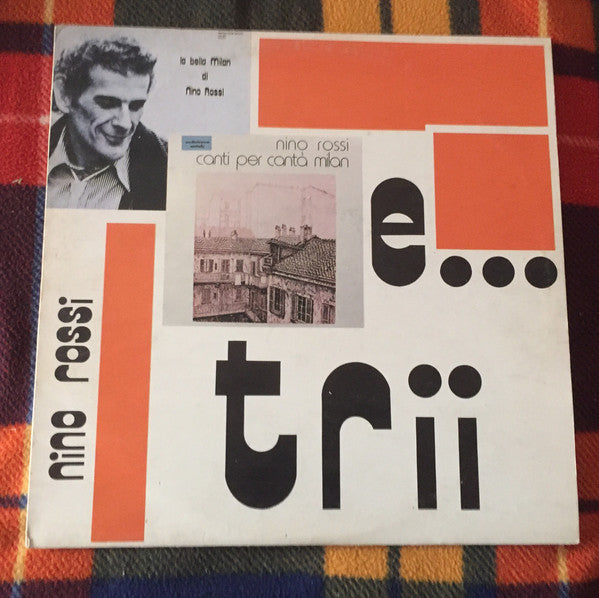 la bella Milan
di
Nino Rossi
nino rossi
canti per cantà milan
e...
trii
nino rossi